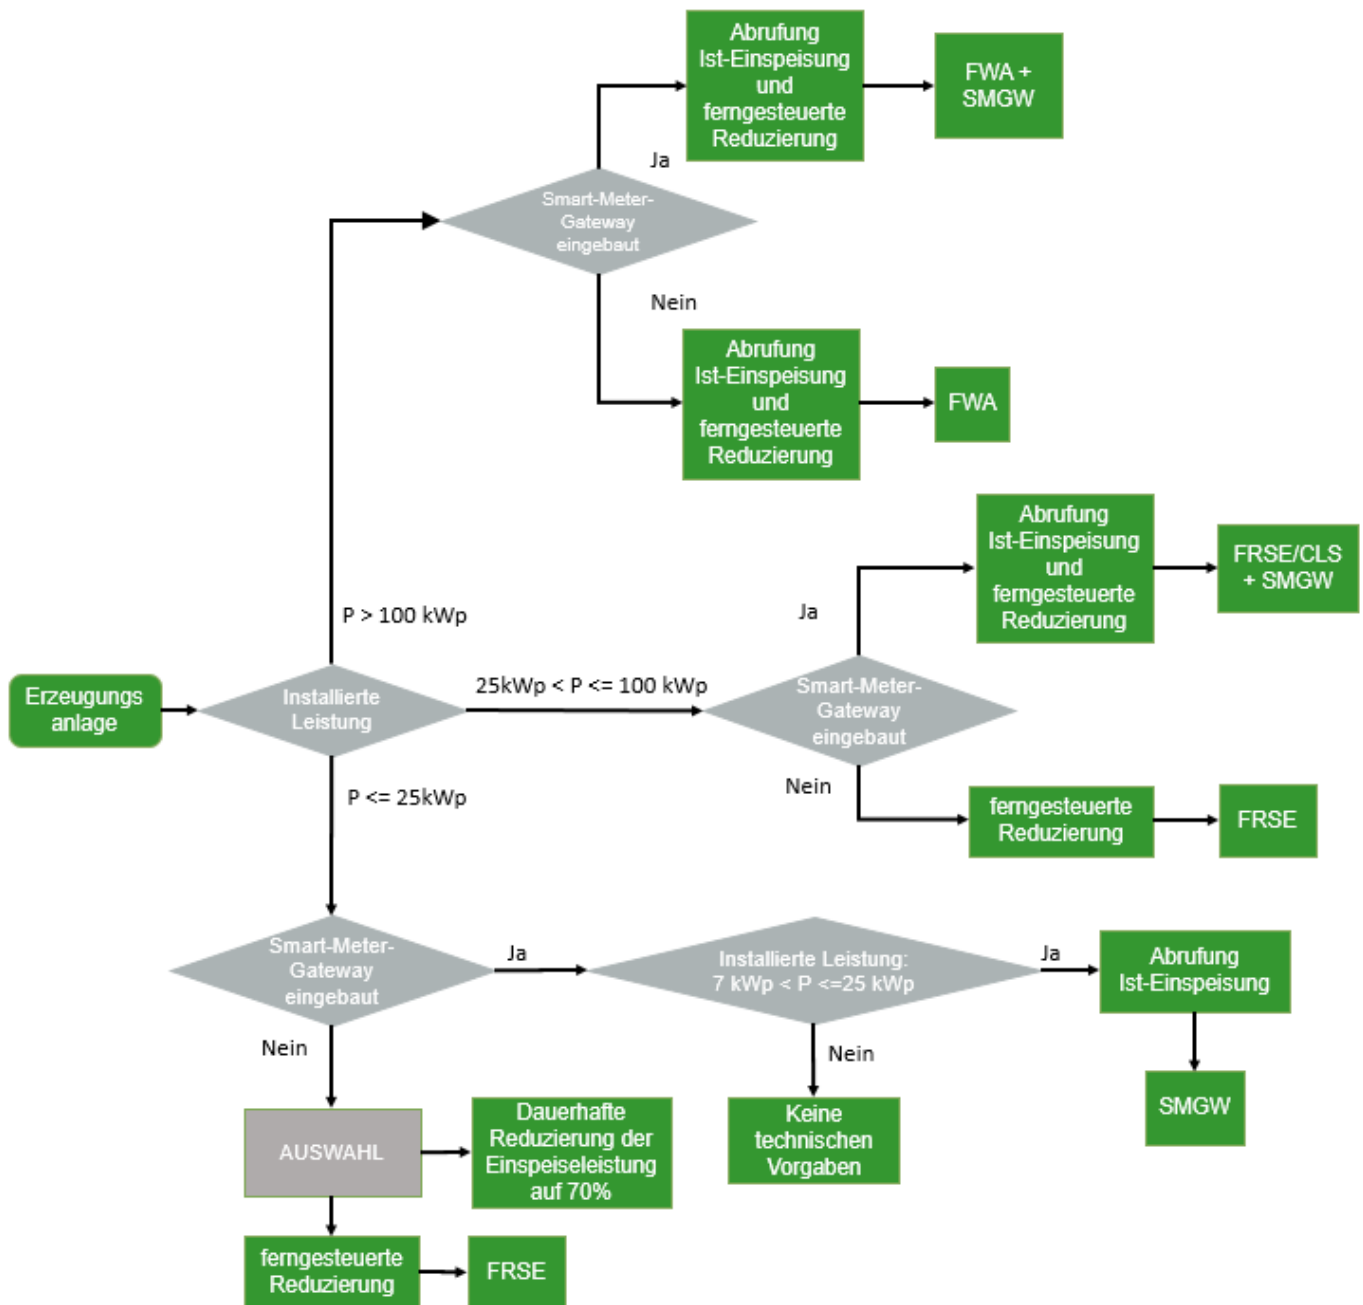 Abrufung
Ist-Einspeisung
und
ferngesteuerte
Reduzierung
FWA +
SMGW
Ja
Smart-Meter-
Gateway
eingebaut
Nein
Abrufung
Ist-Einspeisung
und
ferngesteuerte
Reduzierung
FWA
Abrufung
Ist-Einspeisung
und
ferngesteuerte
Reduzierung
FRSE/CLS
+ SMGW
P > 100 kWp
Ja
Erzeugungs
anlage
Installierte
Leistung
25kWp < P <= 100 kWp
Smart-Meter-
Gateway
eingebaut
Nein
P <= 25kWp
ferngesteuerte
Reduzierung
FRSE
Smart-Meter-
Gateway
eingebaut
Ja
Installierte Leistung:
7 kWp < P <=25 kWp
Ja
Abrufung
Ist-Einspeisung
Nein
Nein
SMGW
AUSWAHL
Dauerhafte
Reduzierung der
Einspeiseleistung
auf 70%
Keine
technischen
Vorgaben
ferngesteuerte
Reduzierung
FRSE